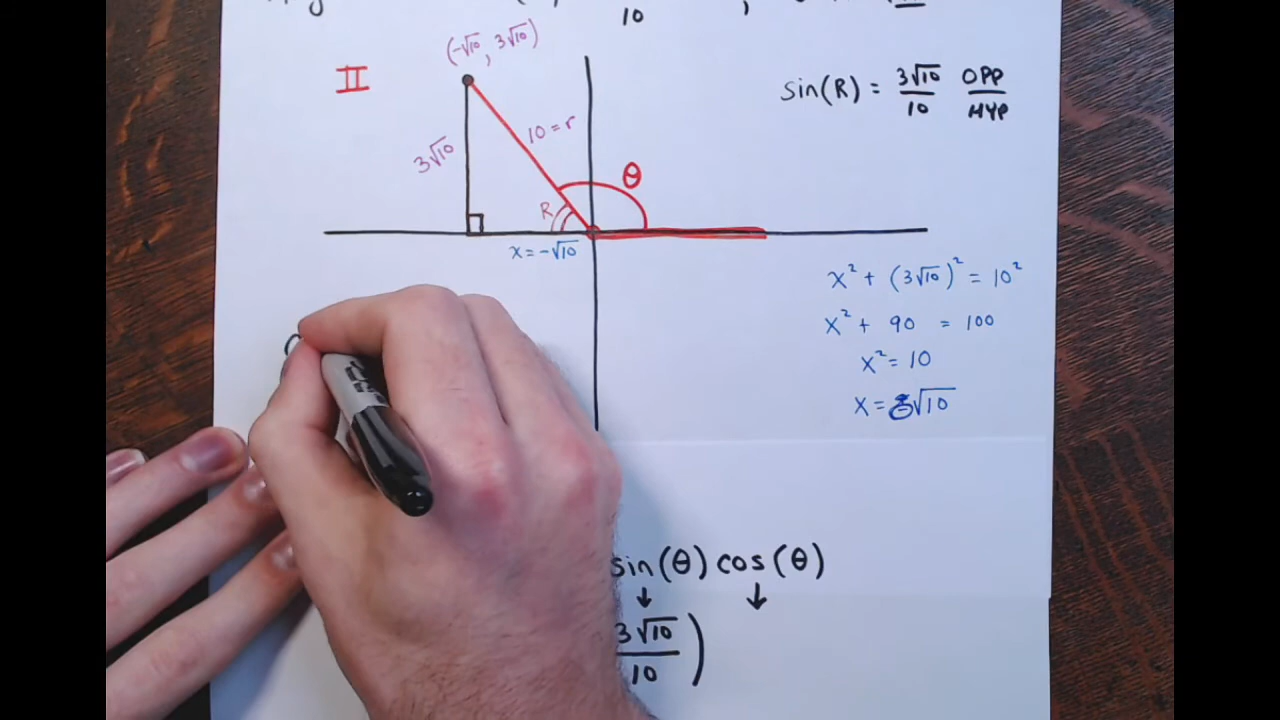 10
(-√10, 3√10)
II
sin(R) = 3√10/10 OPP/HYP
10 = r
3√10
θ
R
x = -√10
x² + (3√10)² = 10²
x² + 90 = 100
x² = 10
x = √10
sin(θ) cos(θ)
↓ ↓
3√10/10)